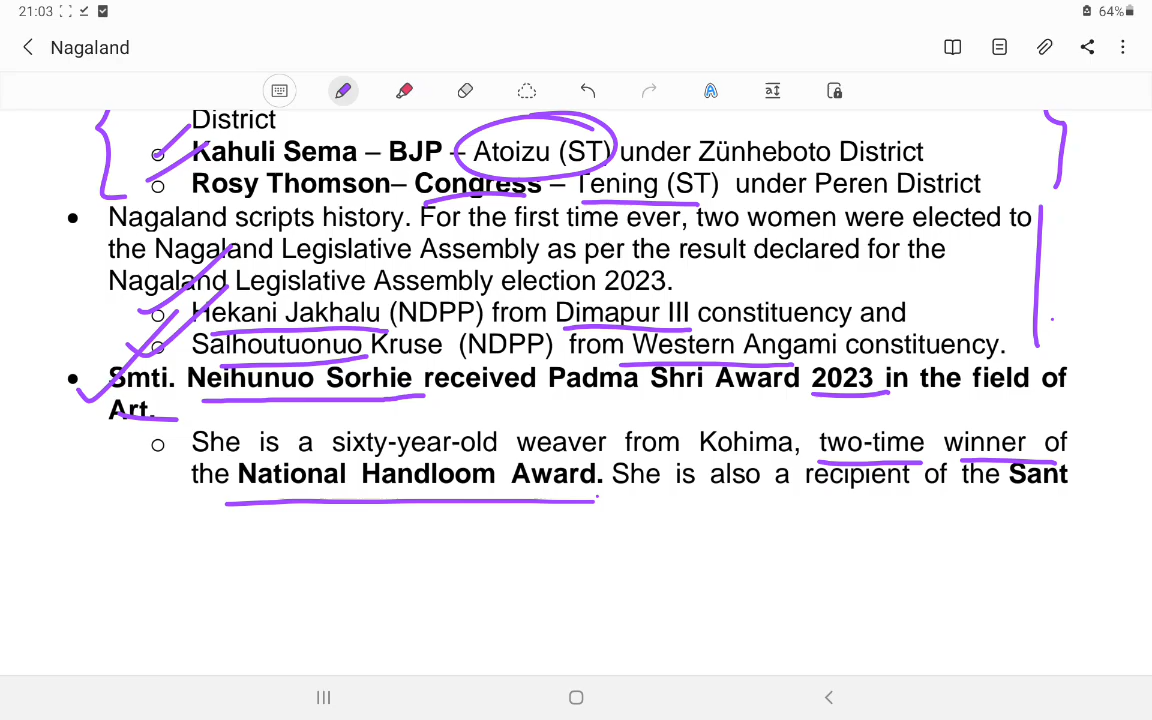 21:03
64%
Nagaland
District
o Kahuli Sema – BJP – Atoizu (ST) under Zünheboto District
o Rosy Thomson– Congress – Tening (ST) under Peren District
• Nagaland scripts history. For the first time ever, two women were elected to
the Nagaland Legislative Assembly as per the result declared for the
Nagaland Legislative Assembly election 2023.
o Hekani Jakhalu (NDPP) from Dimapur III constituency and
o Salhoutuonuo Kruse (NDPP) from Western Angami constituency.
• Smti. Neihunuo Sorhie received Padma Shri Award 2023 in the field of
Art.
o She is a sixty-year-old weaver from Kohima, two-time winner of
the National Handloom Award. She is also a recipient of the Sant